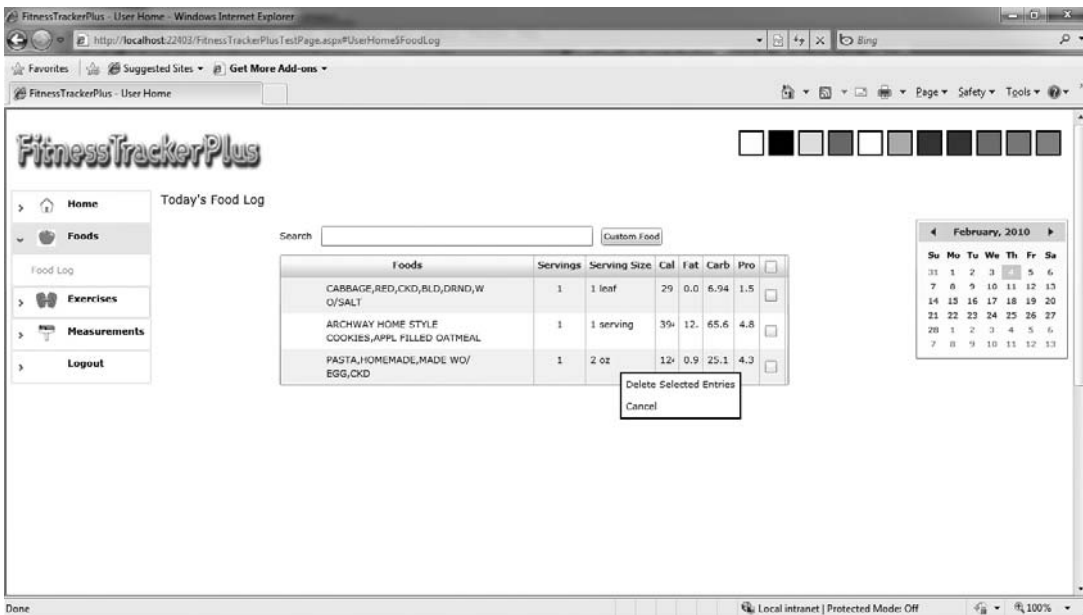 FitnessTrackerPlus - User Home - Windows Internet Explorer
http://localhost:22403/FitnessTrackerPlusTestPage.aspx#UserHome$FoodLog
Bing
Favorites Suggested Sites Get More Add-ons
FitnessTrackerPlus - User Home Page Safety Tools
FitnessTrackerPlus
Home
Foods
Food Log
Exercises
Measurements
Logout
Today's Food Log
Search Custom Food
Foods Servings Serving Size Cal Fat Carb Pro
CABBAGE,RED,CKD,BLD,DRND,W 1 1 leaf 29 0.0 6.94 1.5
O/SALT
ARCHWAY HOME STYLE 1 1 serving 39 12. 65.6 4.8
COOKIES,APPL FILLED OATMEAL
PASTA,HOMEMADE,MADE WO/ 1 2 oz 12 0.9 25.1 4.3
EGG,CKD
Delete Selected Entries
Cancel
February, 2010
Su Mo Tu We Th Fr Sa
31 1 2 3 4 5 6
7 8 9 10 11 12 13
14 15 16 17 18 19 20
21 22 23 24 25 26 27
28 1 2 3 4 5 6
7 8 9 10 11 12 13
Done Local intranet | Protected Mode: Off 100%